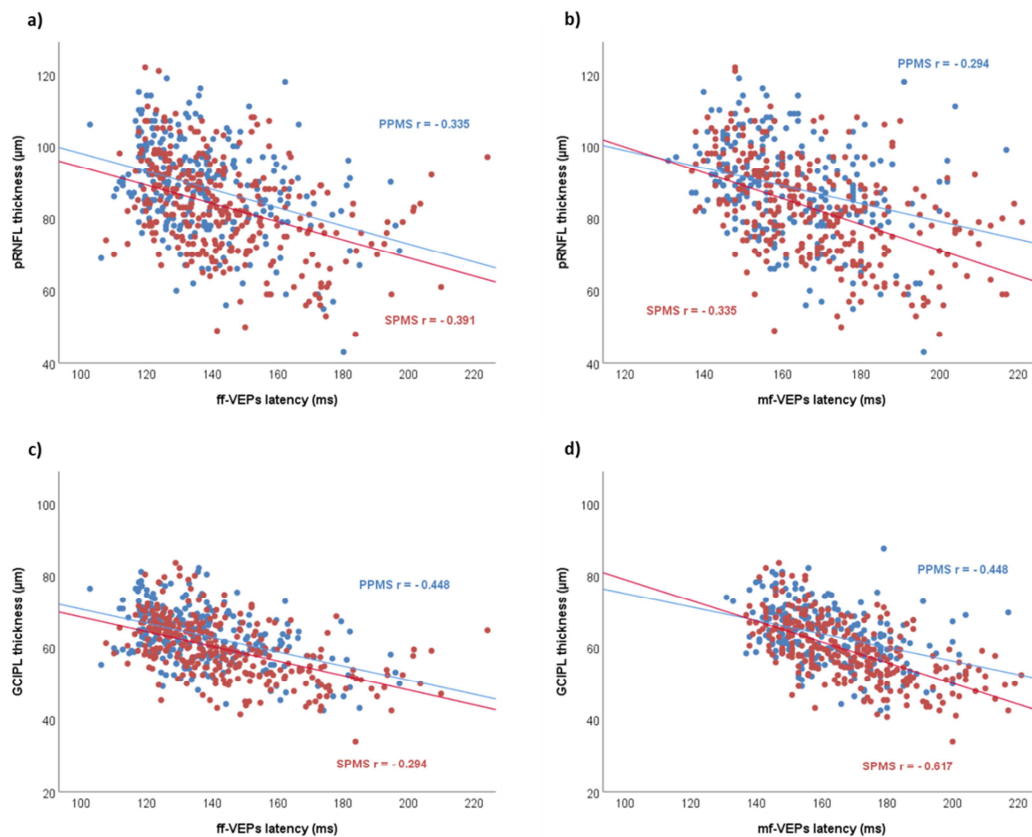 a)
120
100
80
60
40
pRNFL thickness (µm)
PPMS r = - 0.335
SPMS r = - 0.391
100 120 140 160 180 200 220
ff-VEPs latency (ms)
b)
120
100
80
60
40
pRNFL thickness (µm)
PPMS r = - 0.294
SPMS r = - 0.335
120 140 160 180 200 220
mf-VEPs latency (ms)
c)
100
80
60
40
20
GCIPL thickness (µm)
PPMS r = - 0.448
SPMS r = - 0.294
100 120 140 160 180 200 220
ff-VEPs latency (ms)
d)
100
80
60
40
20
GCIPL thickness (µm)
PPMS r = - 0.448
SPMS r = - 0.617
100 120 140 160 180 200 220
mf-VEPs latency (ms)